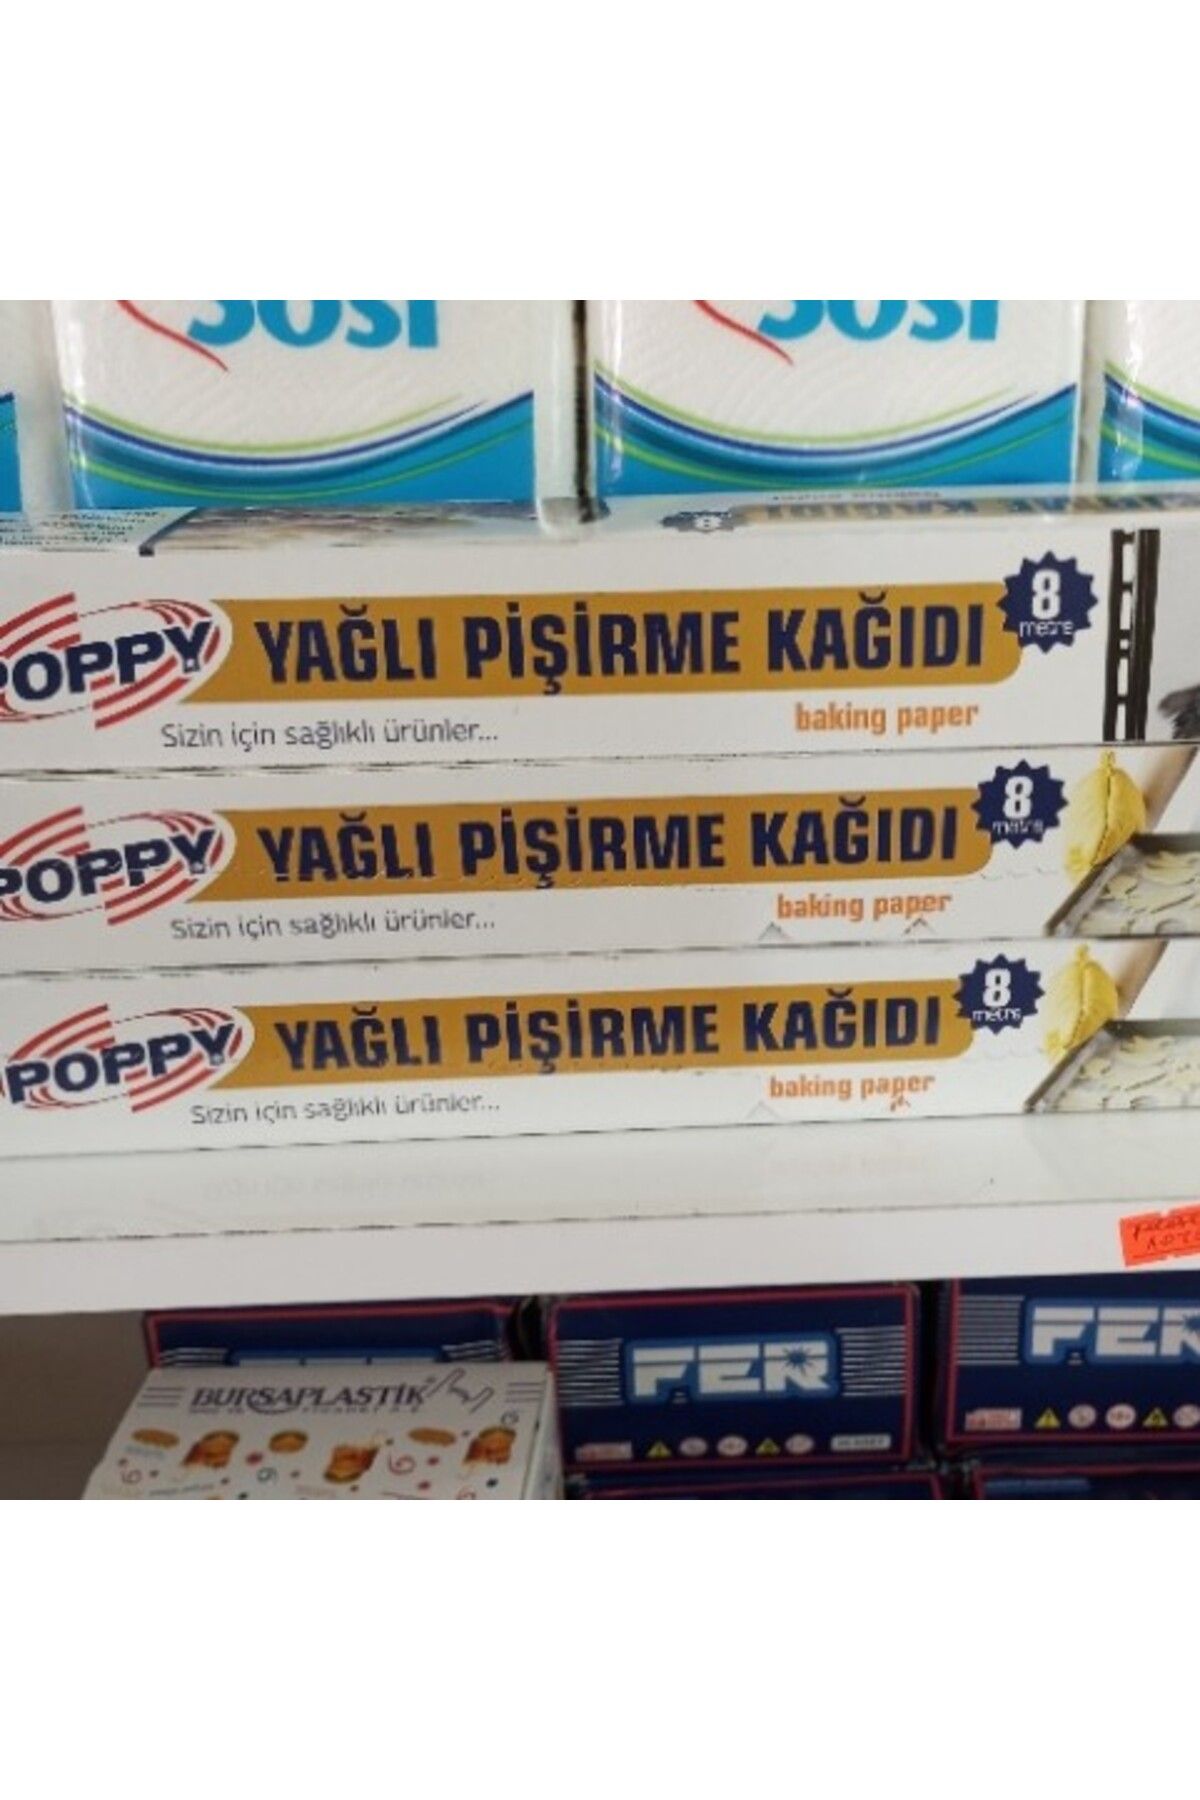 SOSİ
SOSİ
POPPY YAĞLI PİŞİRME KAĞIDI 8 metre
Sizin için sağlıklı ürünler...
baking paper
POPPY YAĞLI PİŞİRME KAĞIDI 8 metre
Sizin için sağlıklı ürünler...
baking paper
POPPY YAĞLI PİŞİRME KAĞIDI 8 metre
Sizin için sağlıklı ürünler...
baking paper
FER
FER
BURSAPLASTİK